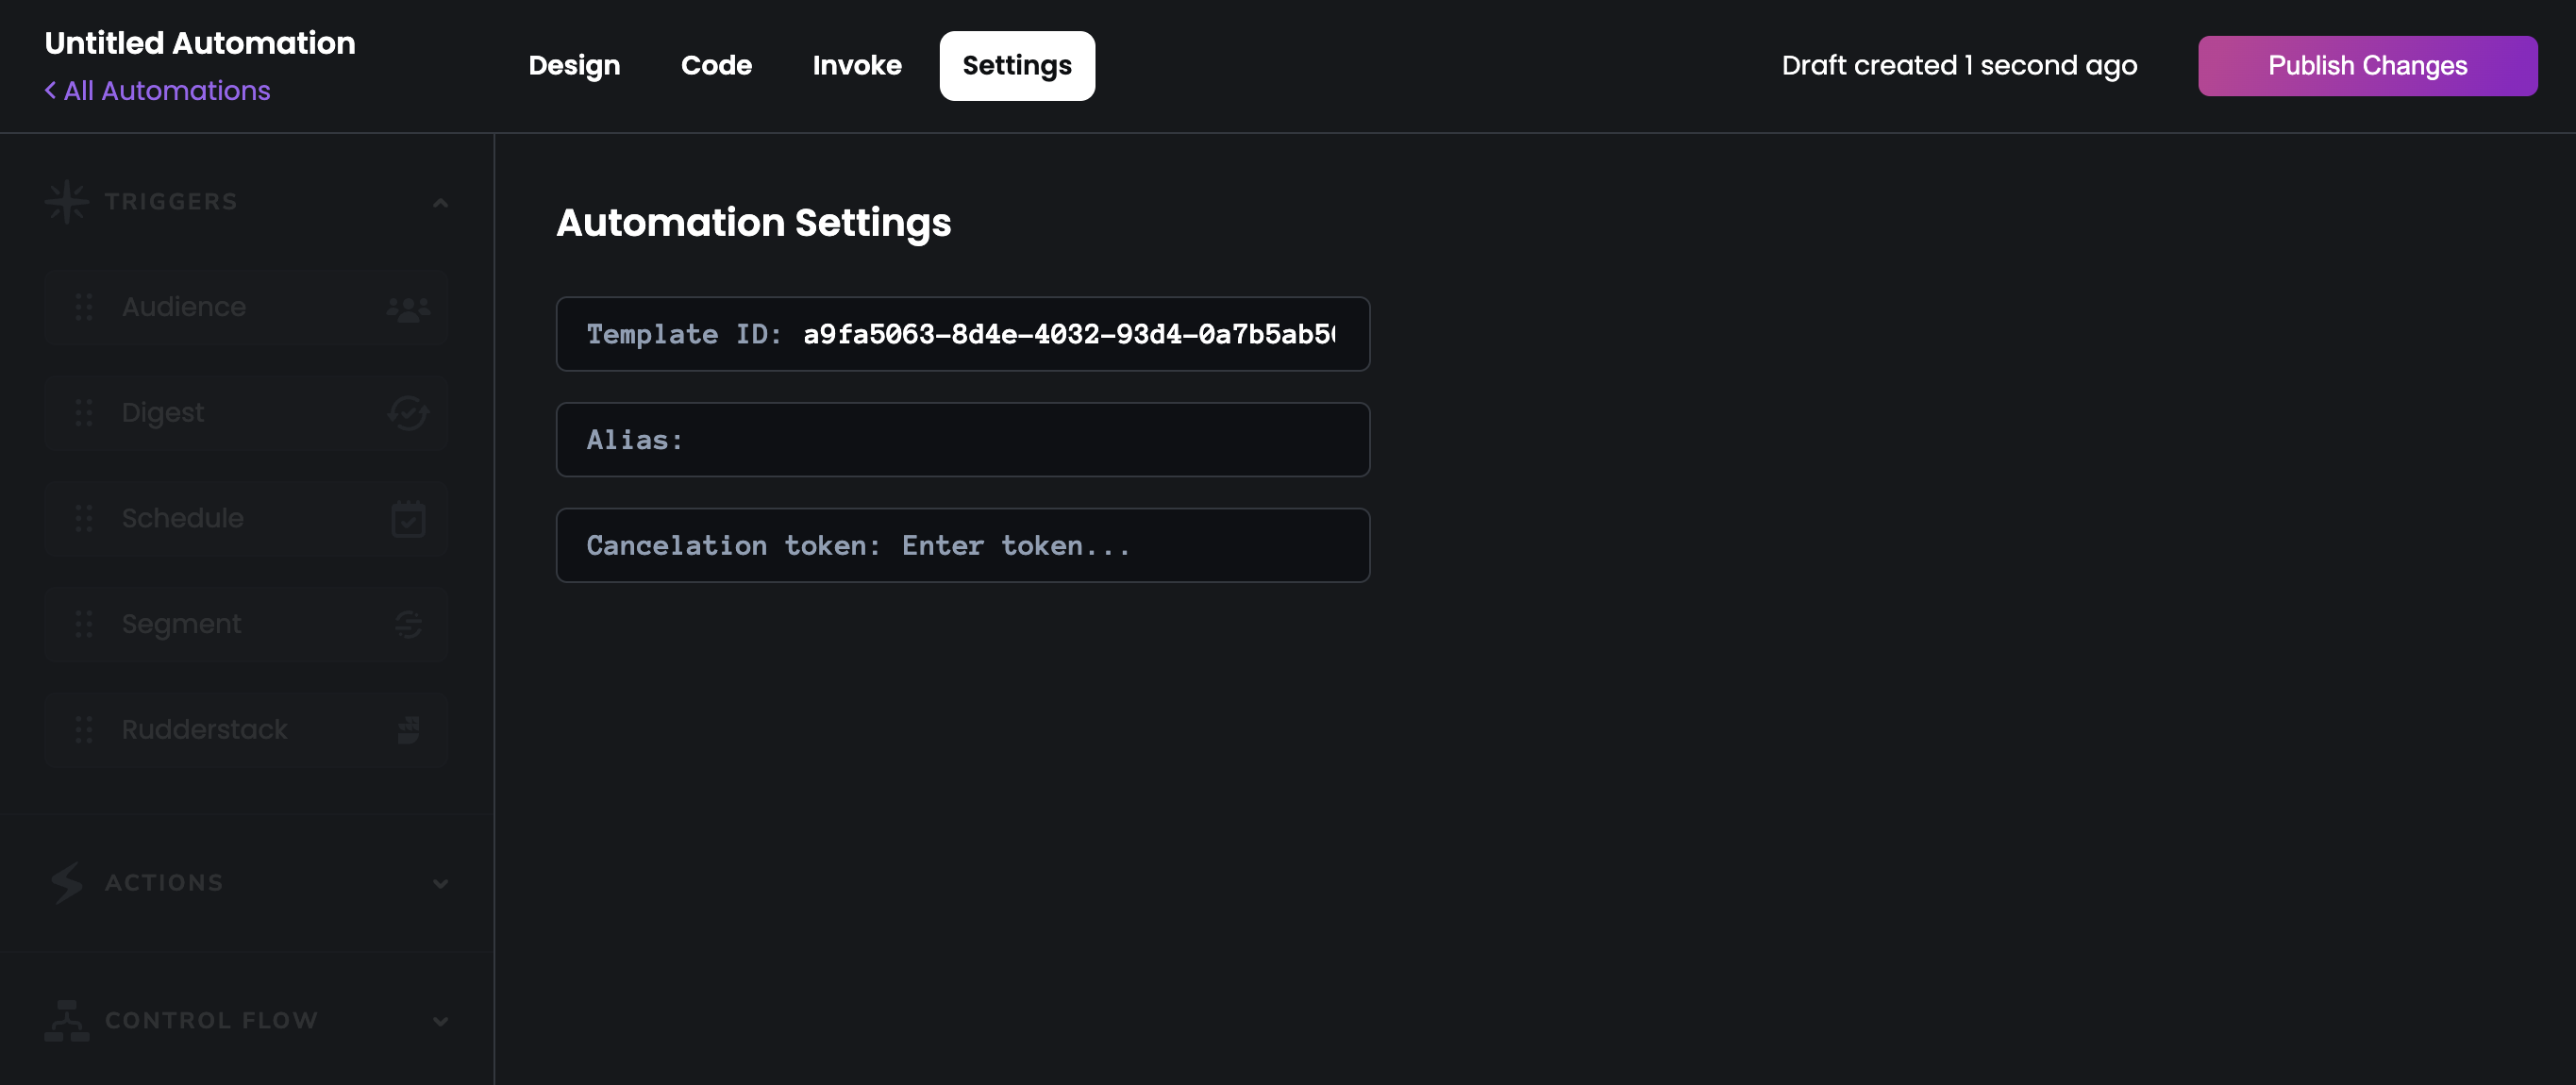 Untitled Automation
All Automations
Design
Code
Invoke
Settings
Draft created 1 second ago
Publish Changes
TRIGGERS
Audience
Digest
Schedule
Segment
Rudderstack
ACTIONS
CONTROL FLOW
Automation Settings
Template ID: a9fa5063-8d4e-4032-93d4-0a7b5ab5
Alias:
Cancelation token: Enter token...